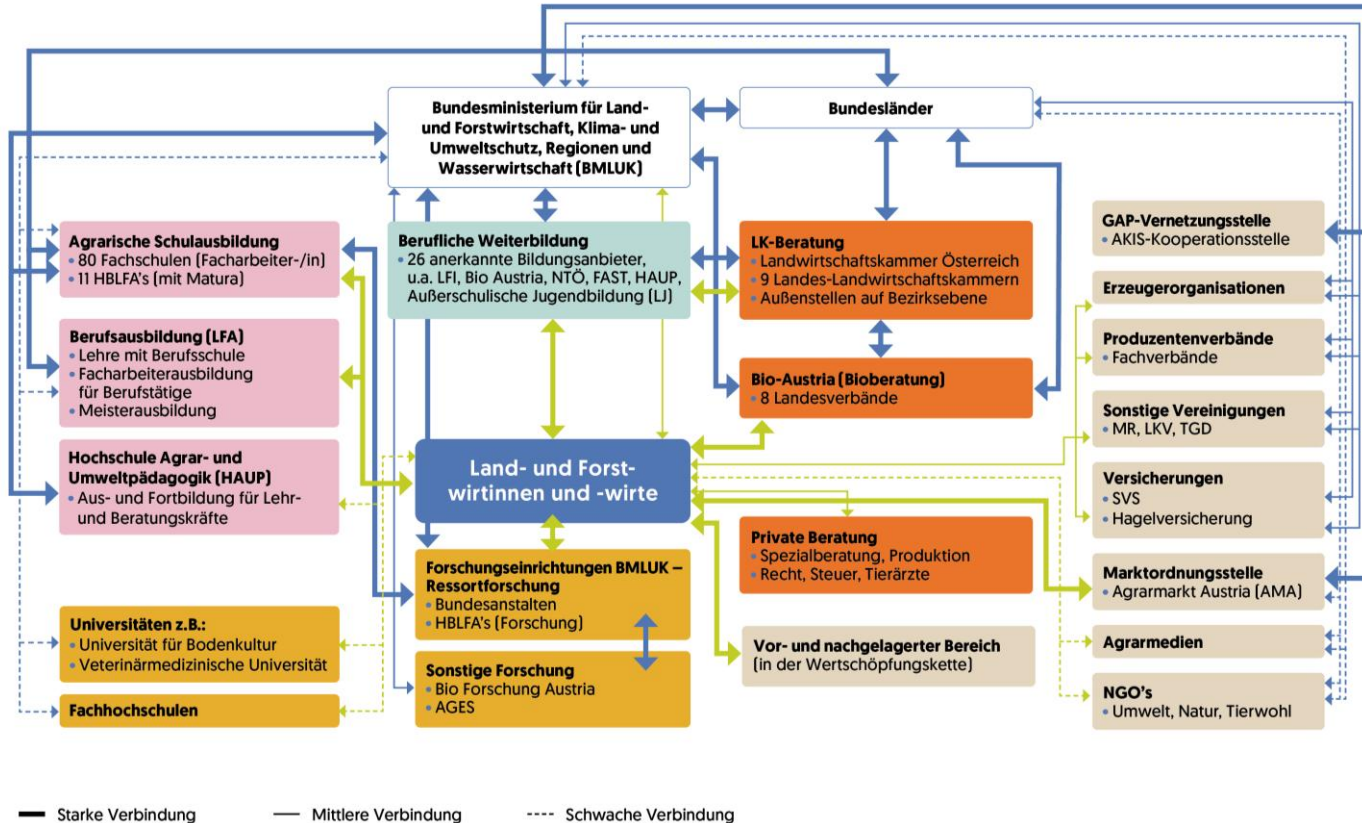 Bundesministerium für Land-
und Forstwirtschaft, Klima- und
Umweltschutz, Regionen und
Wasserwirtschaft (BMLUK)
Bundesländer
Agrarische Schulausbildung
• 80 Fachschulen (Facharbeiter-/in)
• 11 HBLFA's (mit Matura)
Berufsausbildung (LFA)
• Lehre mit Berufsschule
• Facharbeiterausbildung
für Berufstätige
• Meisterausbildung
Hochschule Agrar- und
Umweltpädagogik (HAUP)
• Aus- und Fortbildung für Lehr-
und Beratungskräfte
Universitäten z.B.:
• Universität für Bodenkultur
• Veterinärmedizinische Universität
Fachhochschulen
Berufliche Weiterbildung
• 26 anerkannte Bildungsanbieter,
u.a. LFI, Bio Austria, NTÖ, FAST, HAUP,
Außerschulische Jugendbildung (LJ)
Land- und Forst-
wirtinnen und -wirte
Forschungseinrichtungen BMLUK –
Ressortforschung
• Bundesanstalten
• HBLFA's (Forschung)
Sonstige Forschung
• Bio Forschung Austria
• AGES
LK-Beratung
• Landwirtschaftskammer Österreich
• 9 Landes-Landwirtschaftskammern
• Außenstellen auf Bezirksebene
Bio-Austria (Bioberatung)
• 8 Landesverbände
Private Beratung
• Spezialberatung, Produktion
• Recht, Steuer, Tierärzte
Vor- und nachgelagerter Bereich
(in der Wertschöpfungskette)
GAP-Vernetzungsstelle
• AKIS-Kooperationsstelle
Erzeugerorganisationen
Produzentenverbände
• Fachverbände
Sonstige Vereinigungen
• MR, LKV, TGD
Versicherungen
• SVS
• Hagelversicherung
Marktordnungsstelle
• Agrarmarkt Austria (AMA)
Agrarmedien
NGO's
• Umwelt, Natur, Tierwohl
Starke Verbindung
Mittlere Verbindung
Schwache Verbindung